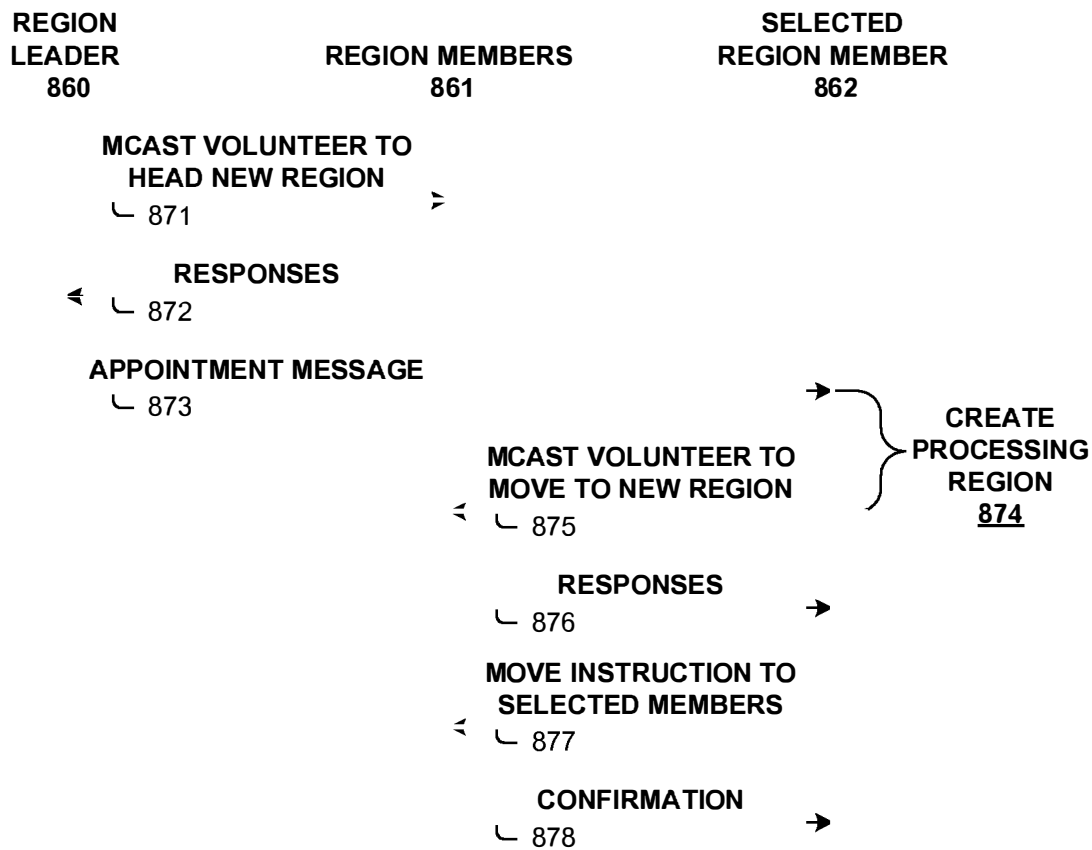 REGION
LEADER
860
REGION MEMBERS
861
SELECTED
REGION MEMBER
862
MCAST VOLUNTEER TO
HEAD NEW REGION
871
RESPONSES
872
APPOINTMENT MESSAGE
873
CREATE
PROCESSING
REGION
874
MCAST VOLUNTEER TO
MOVE TO NEW REGION
875
RESPONSES
876
MOVE INSTRUCTION TO
SELECTED MEMBERS
877
CONFIRMATION
878